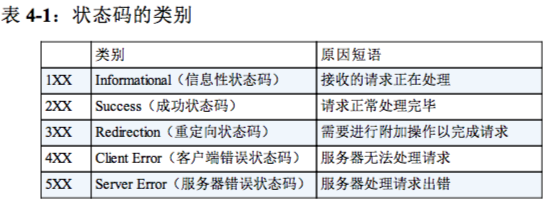 表 4-1：状态码的类别
类别 原因短语
1XX Informational（信息性状态码） 接收的请求正在处理
2XX Success（成功状态码） 请求正常处理完毕
3XX Redirection（重定向状态码） 需要进行附加操作以完成请求
4XX Client Error（客户端错误状态码） 服务器无法处理请求
5XX Server Error（服务器错误状态码） 服务器处理请求出错